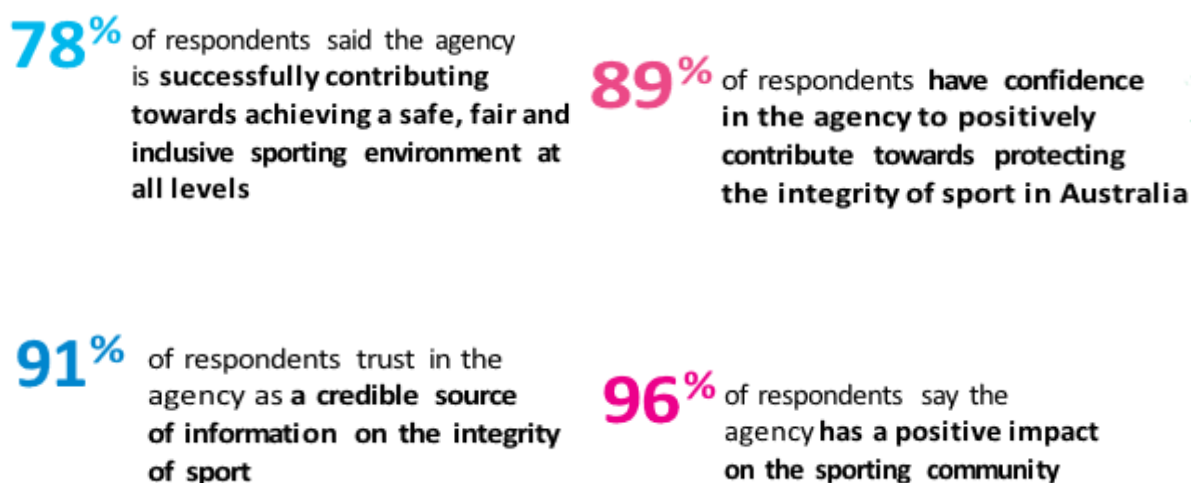 78% of respondents said the agency
is successfully contributing
towards achieving a safe, fair and
inclusive sporting environment at
all levels
89% of respondents have confidence
in the agency to positively
contribute towards protecting
the integrity of sport in Australia
91% of respondents trust in the
agency as a credible source
of information on the integrity
of sport
96% of respondents say the
agency has a positive impact
on the sporting community